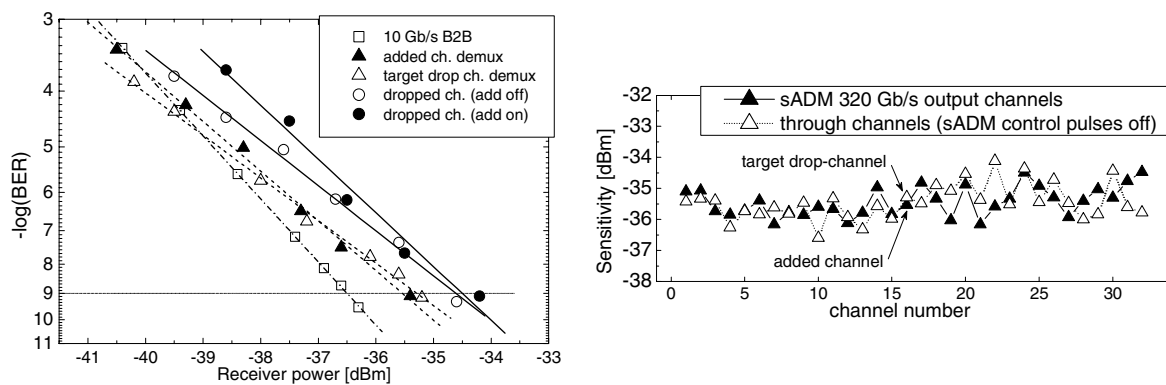 3
4
5
6
7
8
9
10
11
-log(BER)
10 Gb/s B2B
added ch. demux
target drop ch. demux
dropped ch. (add off)
dropped ch. (add on)
-41 -40 -39 -38 -37 -36 -35 -34 -33
Receiver power [dBm]
-32
-33
-34
-35
-36
-37
-38
Sensitivity [dBm]
sADM 320 Gb/s output channels
through channels (sADM control pulses off)
target drop-channel
added channel
0 5 10 15 20 25 30
channel number